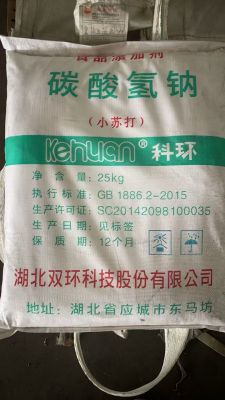 食品添加剂
碳酸氢钠
(小苏打)
Kehuan 科环
净含量：25kg
执行标准：GB 1886.2-2015
生产许可证：SC20142098100035
生产日期：见标签
保质期：12个月
湖北双环科技股份有限公司
地址：湖北省应城市东马坊